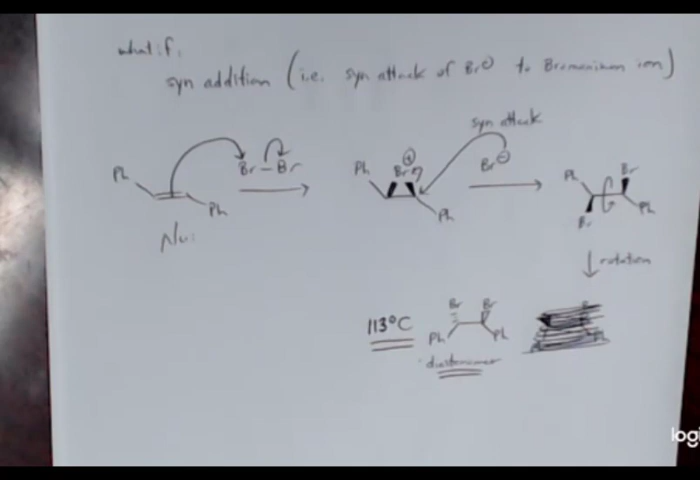 what if:
syn addition (i.e. syn attack of Br⊖ to Bromonium ion)
syn attack
Ph Br-Br Ph Br⊕ Br⊖ Ph Br
Ph Ph Br Ph
Nu:
rotation
113°C Br Br
Ph Ph
diastereomer
logi